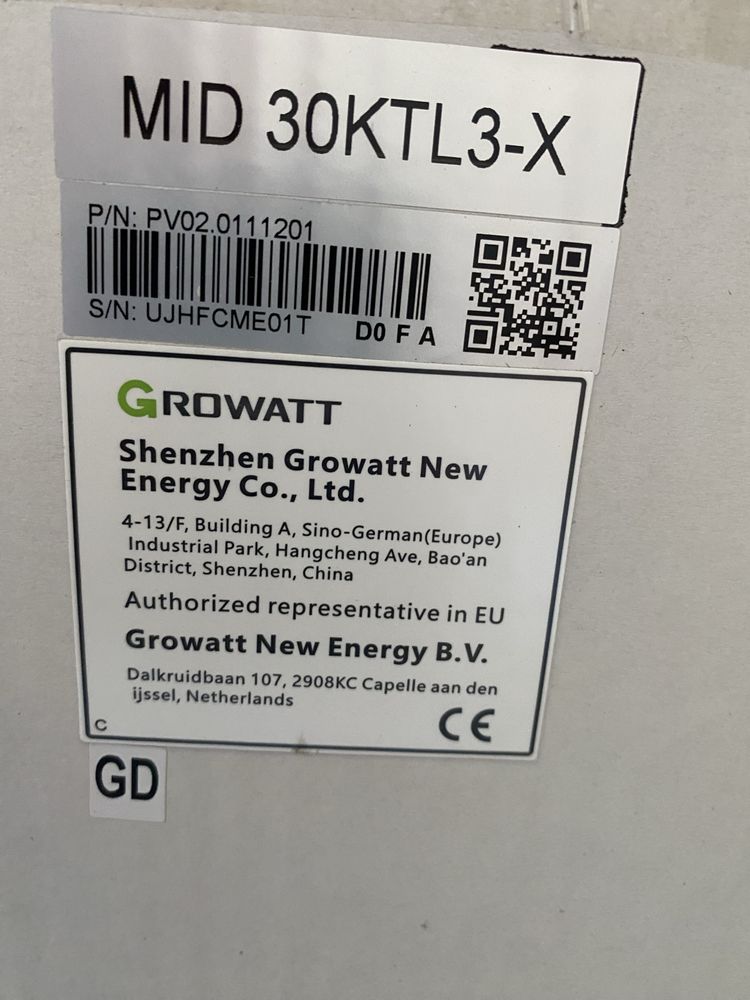 MID 30KTL3-X
P/N: PV02.0111201
S/N: UJHFCME01T D0 F A
GROWATT
Shenzhen Growatt New
Energy Co., Ltd.
4-13/F, Building A, Sino-German(Europe)
Industrial Park, Hangcheng Ave, Bao'an
District, Shenzhen, China
Authorized representative in EU
Growatt New Energy B.V.
Dalkruidbaan 107, 2908KC Capelle aan den
ijssel, Netherlands
C CE
GD